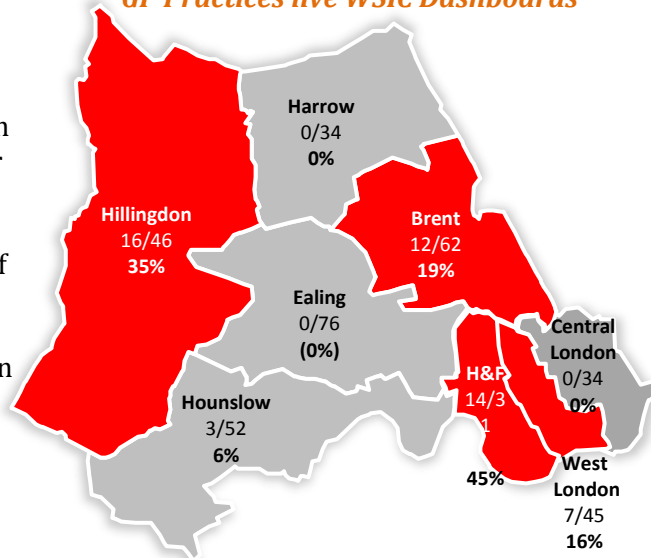 GP Practices live WSIC Dashboards
n
f
n
Harrow
0/34
0%
Hillingdon
16/46
35%
Brent
12/62
19%
Ealing
0/76
(0%)
Central
London
0/34
0%
H&F
14/3
1
45%
Hounslow
3/52
6%
West
London
7/45
16%